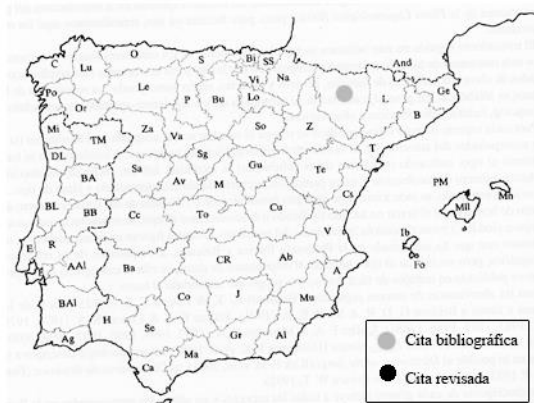 O
S
Bi
SS
And
C
Lu
Vi
Na
Ge
Po
Le
P
Bu
Lo
L
Or
B
Mi
TM
Za
Va
So
Z
T
DL
Sg
BA
Sa
Av
M
Gu
Te
Cs
PM
Mn
Mll
BL
BB
Cc
To
Cu
V
Ib
Fo
E
R
AAl
Ba
CR
Ab
A
BAl
Co
J
Mu
H
Se
Gr
Al
Ag
Ca
Ma
Cita bibliográfica
Cita revisada